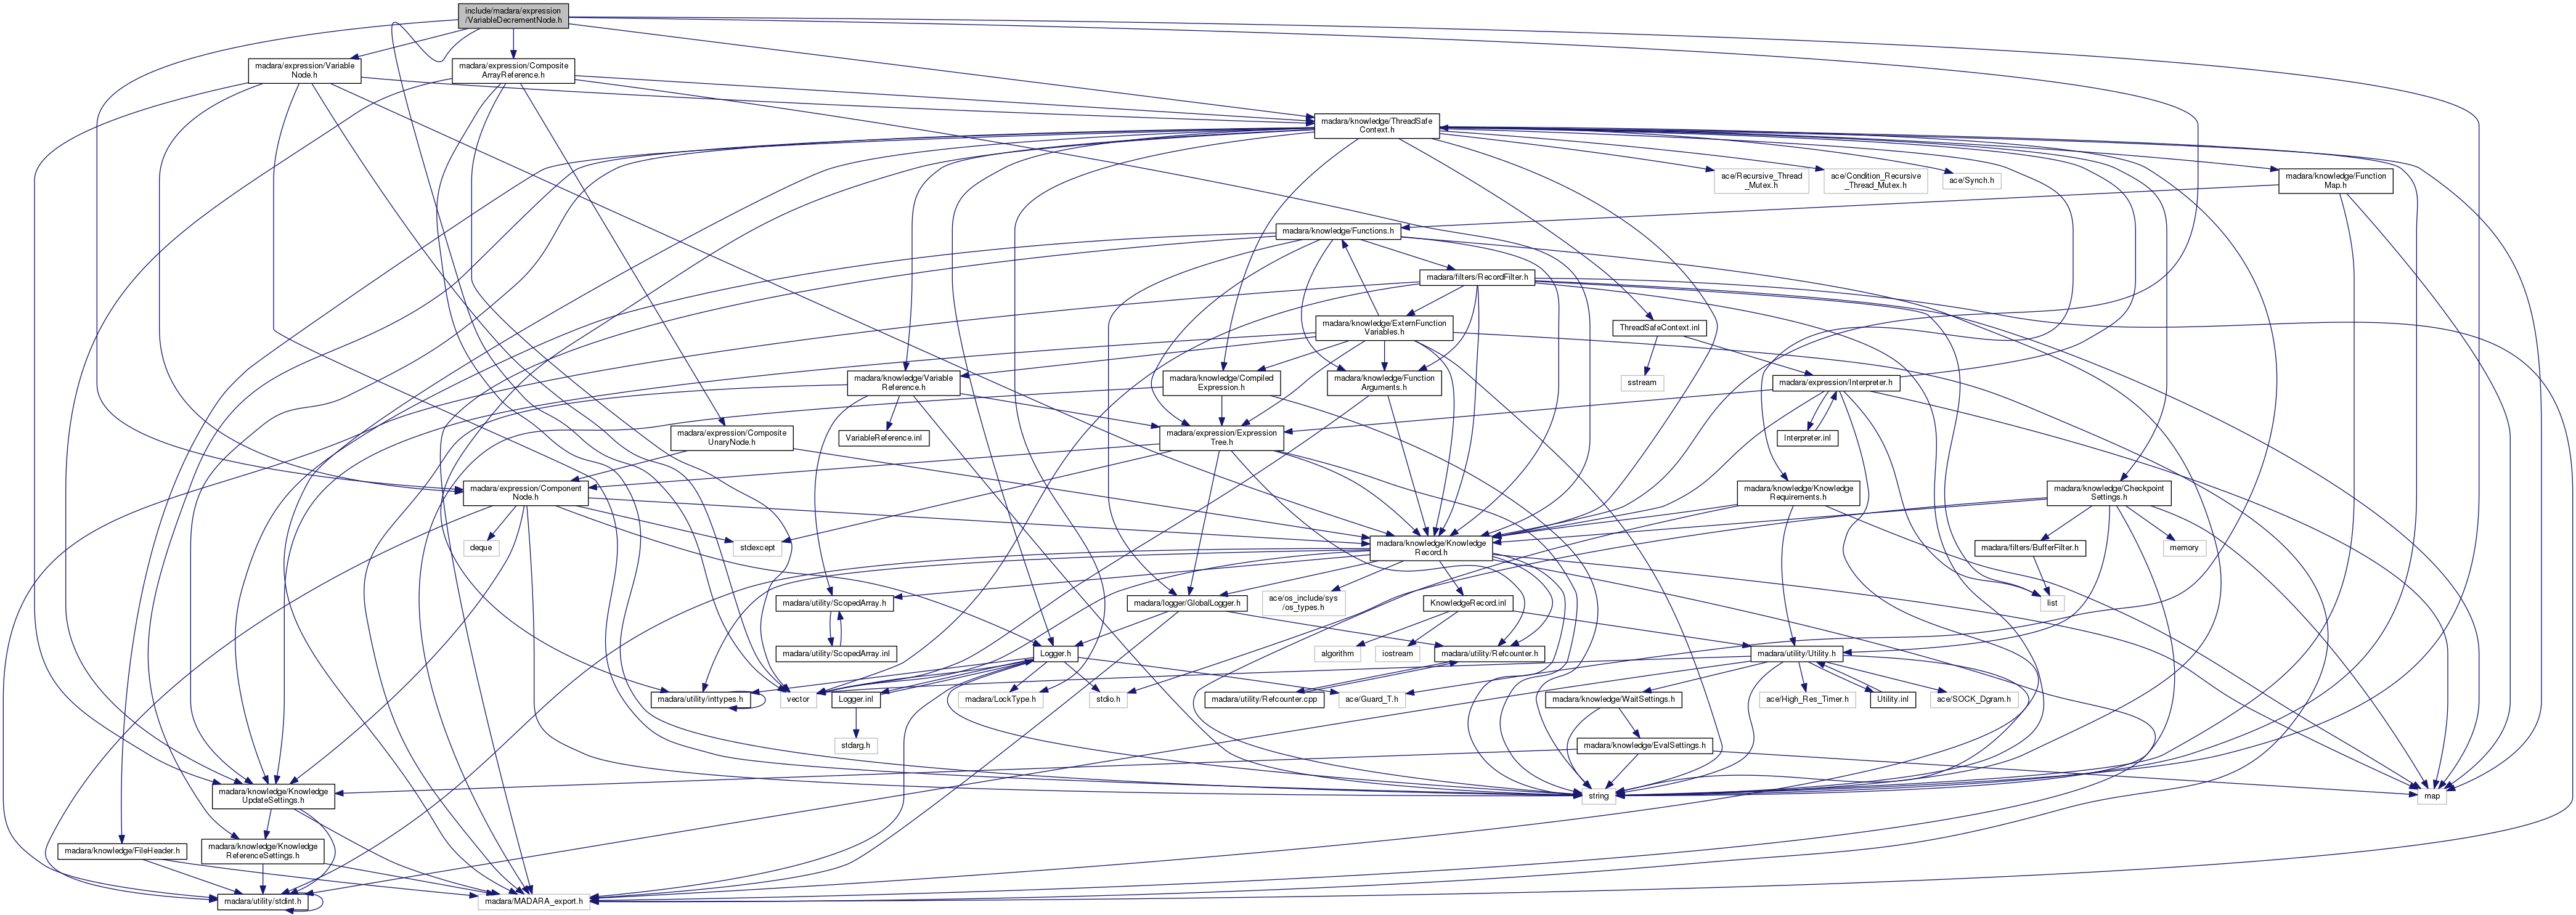 include/madara/expression
/VariableDecrementNode.h
madara/expression/Variable
Node.h
madara/expression/Composite
ArrayReference.h
madara/knowledge/ThreadSafe
Context.h
ace/Recursive_Thread
_Mutex.h
ace/Condition_Recursive
_Thread_Mutex.h
ace/Synch.h
madara/knowledge/Function
Map.h
madara/knowledge/Functions.h
madara/filters/RecordFilter.h
madara/knowledge/ExternFunction
Variables.h
ThreadSafeContext.inl
madara/knowledge/Variable
Reference.h
madara/knowledge/Compiled
Expression.h
madara/knowledge/Function
Arguments.h
sstream
madara/expression/Interpreter.h
madara/expression/Composite
UnaryNode.h
VariableReference.inl
madara/expression/Expression
Tree.h
Interpreter.inl
madara/expression/Component
Node.h
madara/knowledge/Knowledge
Requirements.h
madara/knowledge/Checkpoint
Settings.h
deque
stdexcept
madara/knowledge/Knowledge
Record.h
madara/filters/BufferFilter.h
memory
madara/utility/ScopedArray.h
madara/logger/GlobalLogger.h
ace/os_include/sys
/os_types.h
KnowledgeRecord.inl
list
madara/utility/ScopedArray.inl
Logger.h
madara/utility/Refcounter.h
algorithm
iostream
madara/utility/Utility.h
madara/utility/inttypes.h
vector
Logger.inl
madara/LockType.h
stdio.h
madara/utility/Refcounter.cpp
ace/Guard_T.h
madara/knowledge/WaitSettings.h
ace/High_Res_Timer.h
Utility.inl
ace/SOCK_Dgram.h
stdarg.h
madara/knowledge/EvalSettings.h
madara/knowledge/Knowledge
UpdateSettings.h
string
map
madara/knowledge/FileHeader.h
madara/knowledge/Knowledge
ReferenceSettings.h
madara/utility/stdint.h
madara/MADARA_export.h